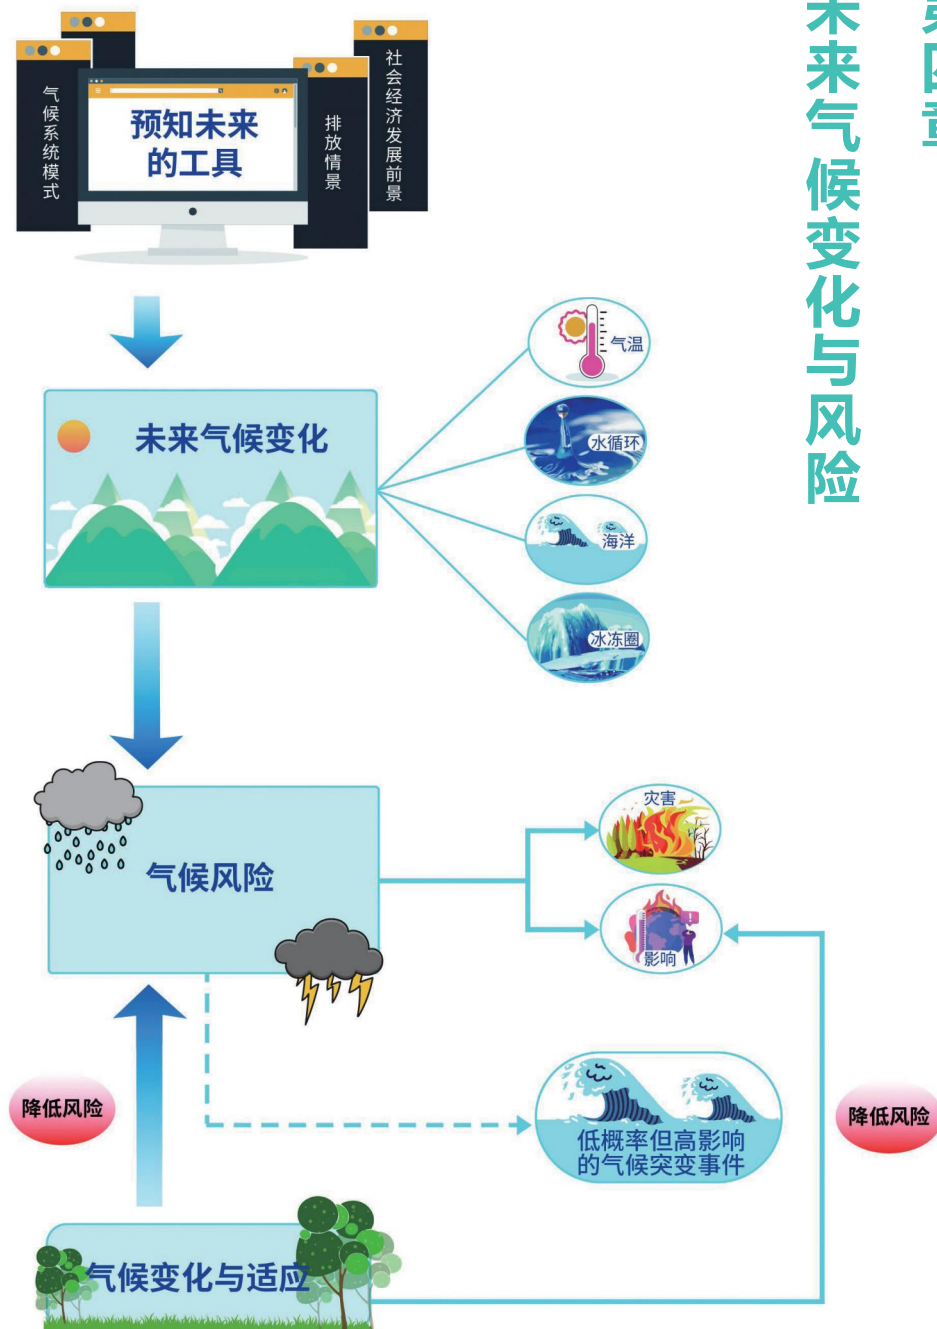 第四章
未来气候变化与风险
气候系统模式
预知未来
的工具
排放情景
社会经济发展前景
未来气候变化
气温
水循环
海洋
冰冻圈
气候风险
灾害
影响
降低风险
低概率但高影响
的气候突变事件
降低风险
气候变化与适应